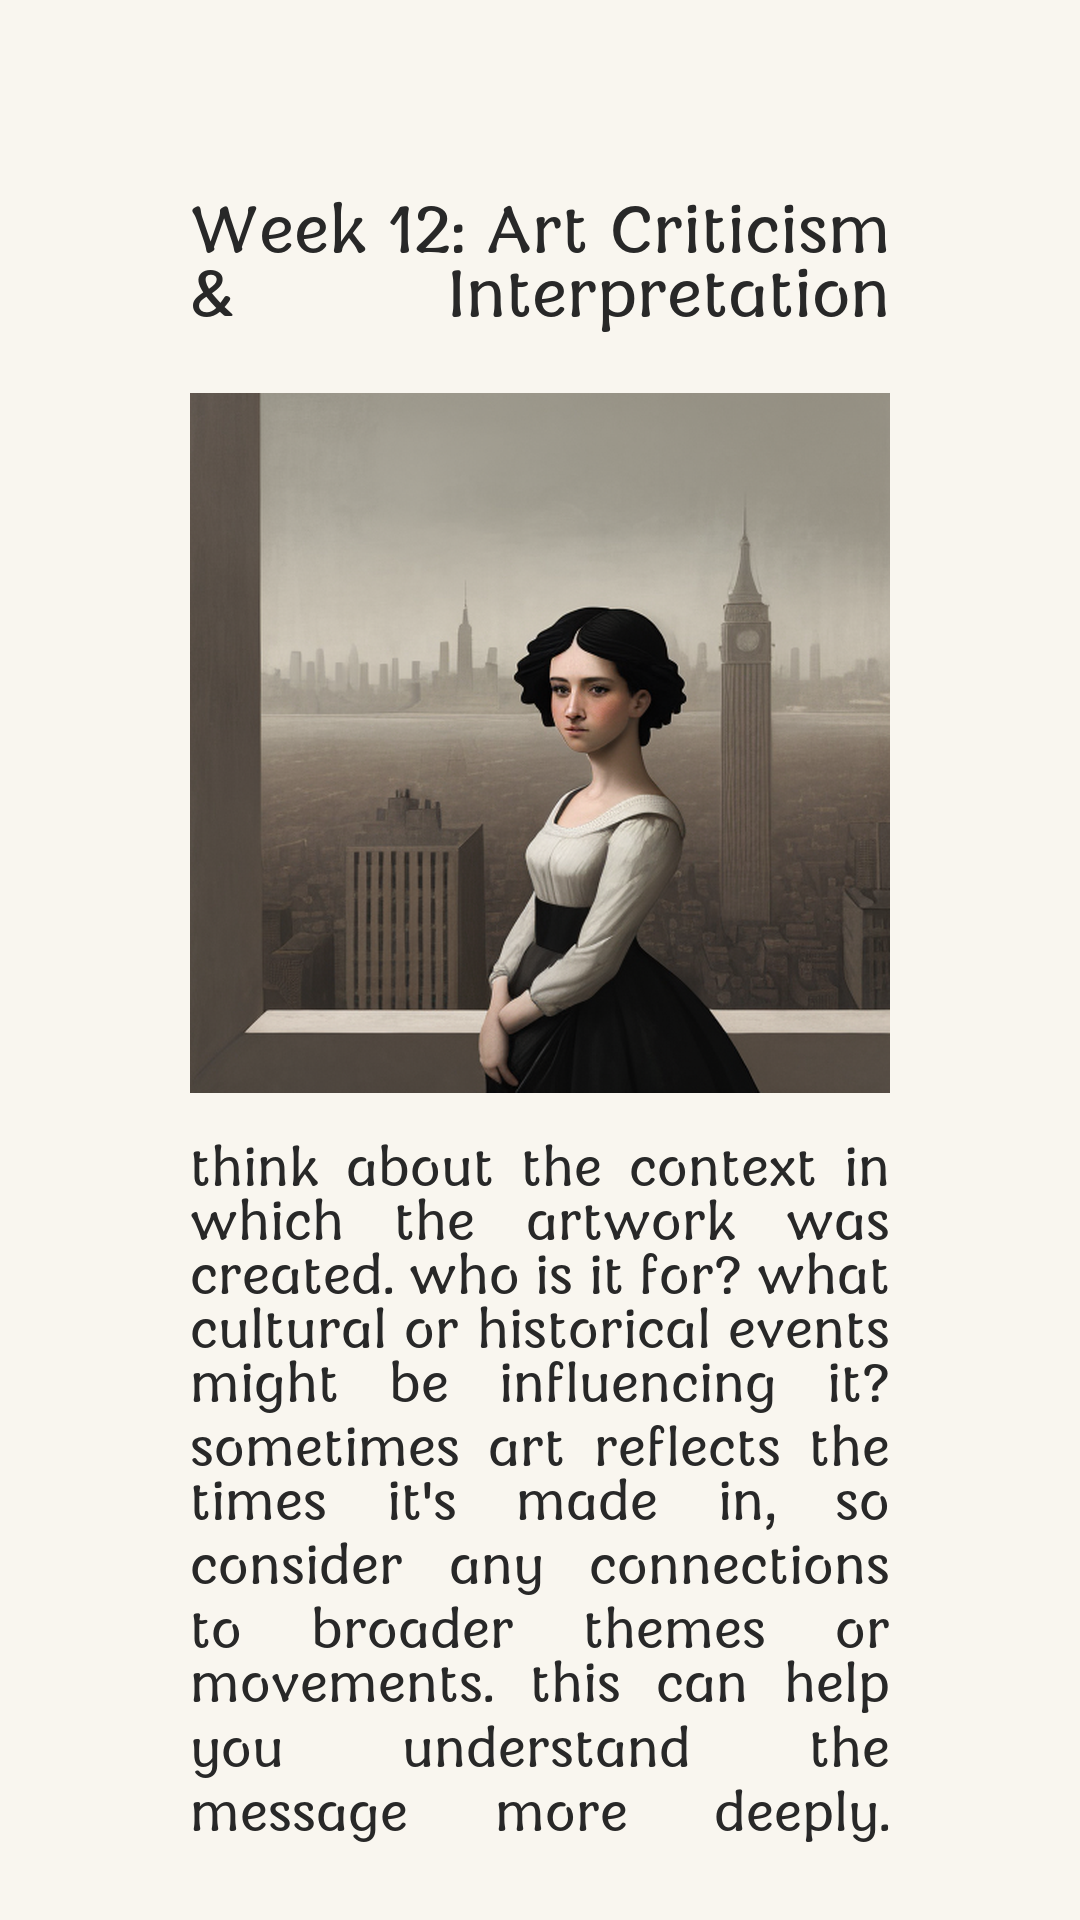 Week 12: Art Criticism
& Interpretation
think about the context in
which the artwork was
created. who is it for? what
cultural or historical events
might be influencing it?
sometimes art reflects the
times it's made in, so
consider any connections
to broader themes or
movements. this can help
you understand the
message more deeply.